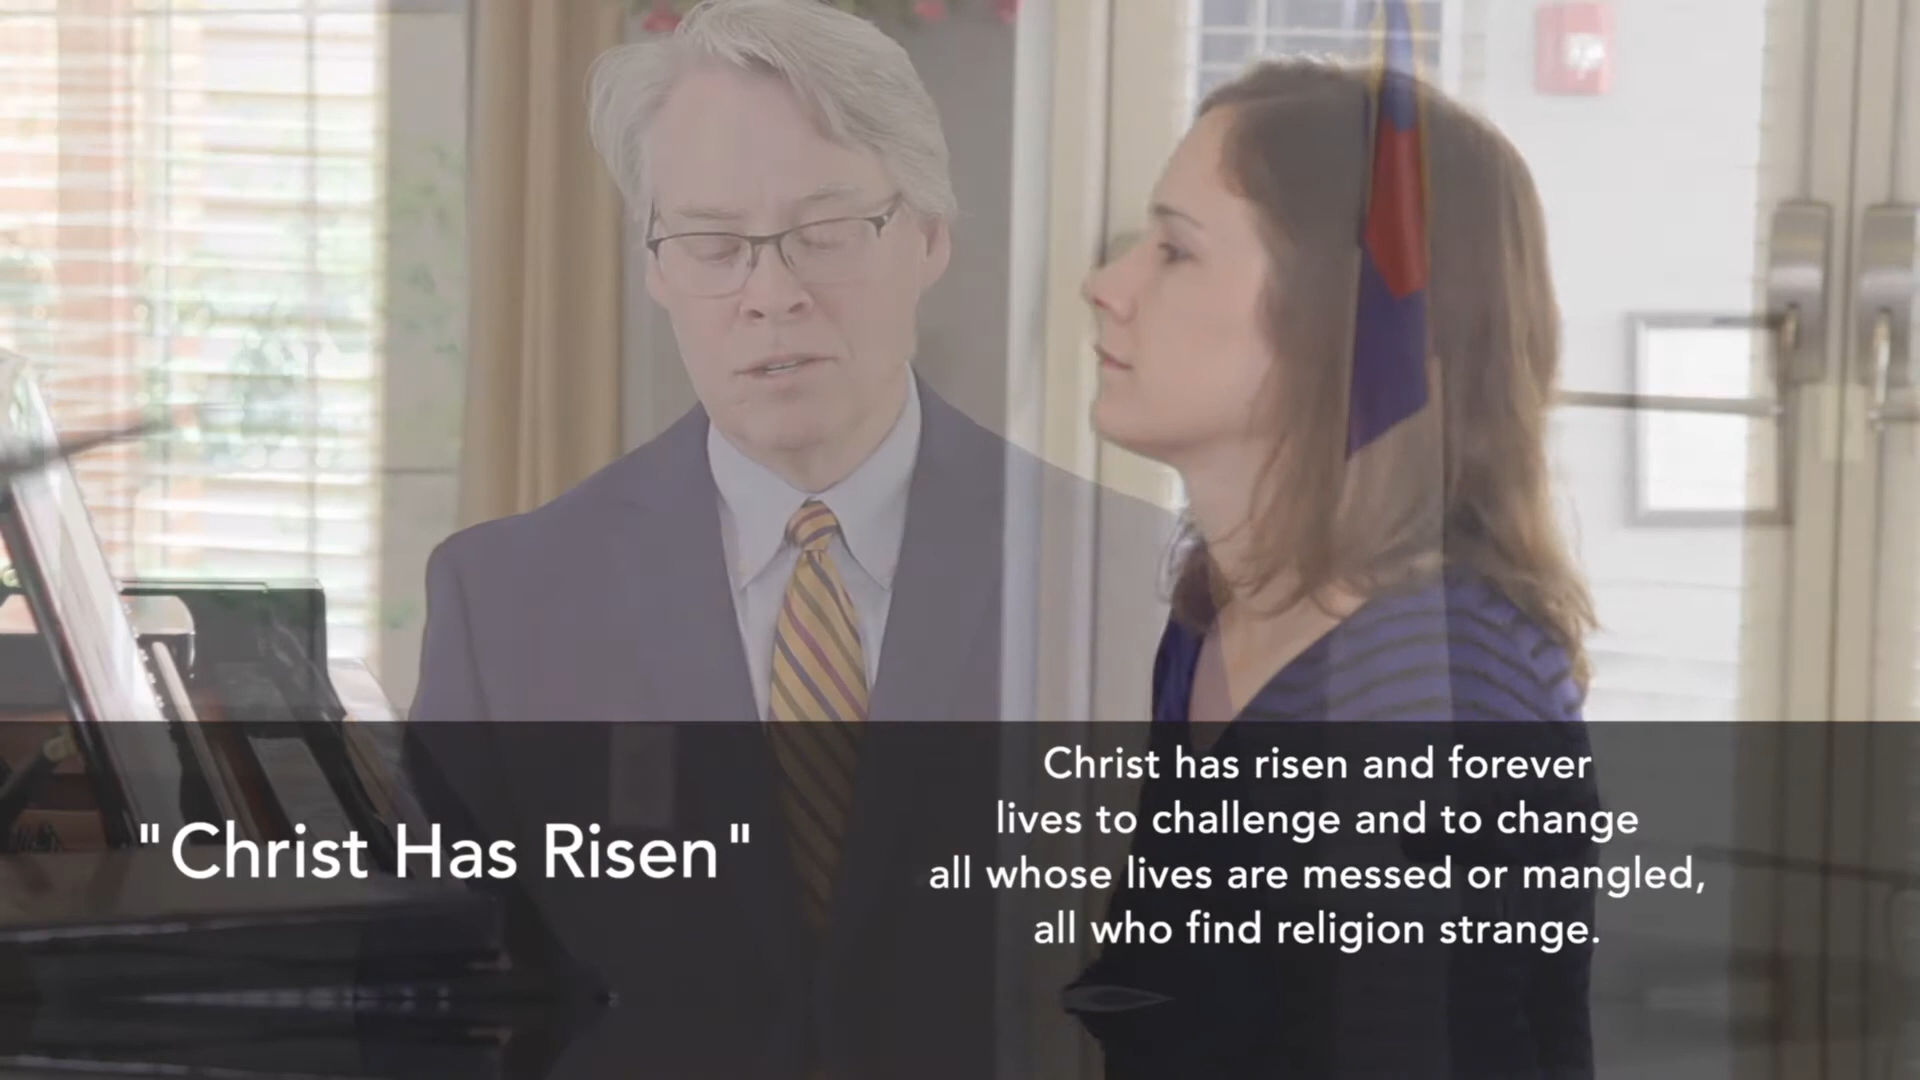 "Christ Has Risen"
Christ has risen and forever
lives to challenge and to change
all whose lives are messed or mangled,
all who find religion strange.